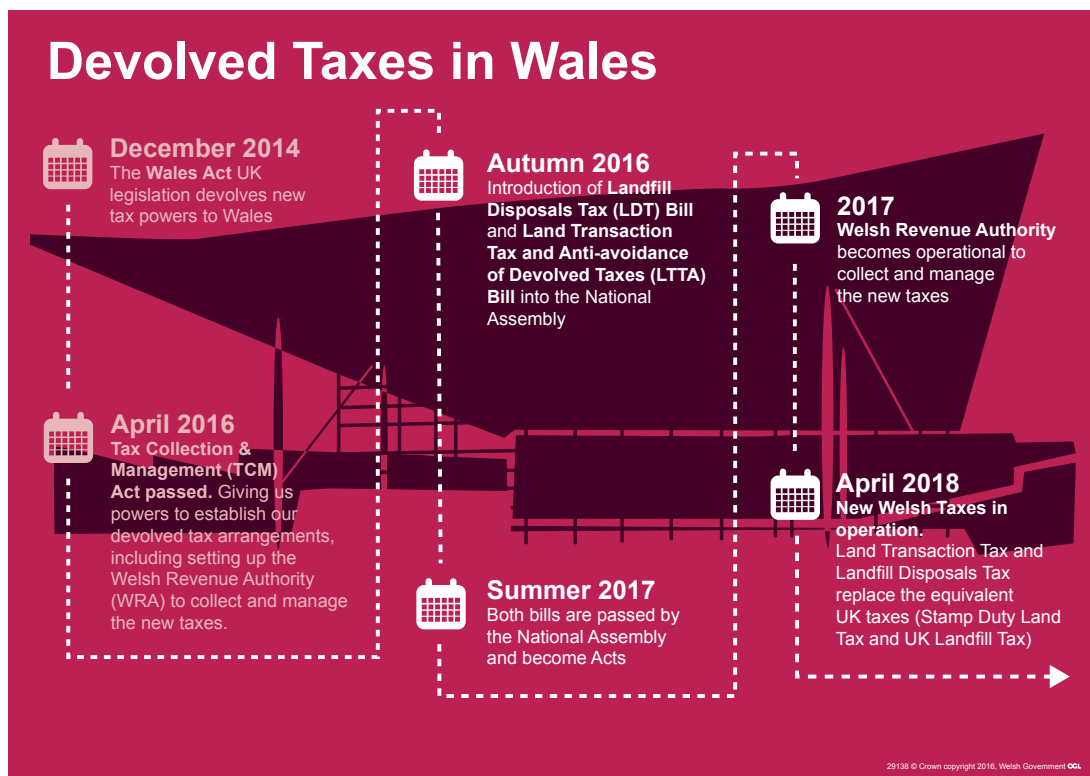 Devolved Taxes in Wales
December 2014
The Wales Act UK
legislation devolves new
tax powers to Wales
April 2016
Tax Collection &
Management (TCM)
Act passed. Giving us
powers to establish our
devolved tax arrangements,
including setting up the
Welsh Revenue Authority
(WRA) to collect and manage
the new taxes.
Autumn 2016
Introduction of Landfill
Disposals Tax (LDT) Bill
and Land Transaction
Tax and Anti-avoidance
of Devolved Taxes (LTTA)
Bill into the National
Assembly
Summer 2017
Both bills are passed by
the National Assembly
and become Acts
2017
Welsh Revenue Authority
becomes operational to
collect and manage
the new taxes
April 2018
New Welsh Taxes in
operation.
Land Transaction Tax and
Landfill Disposals Tax
replace the equivalent
UK taxes (Stamp Duty Land
Tax and UK Landfill Tax)
29138 © Crown copyright 2016, Welsh Government OGL